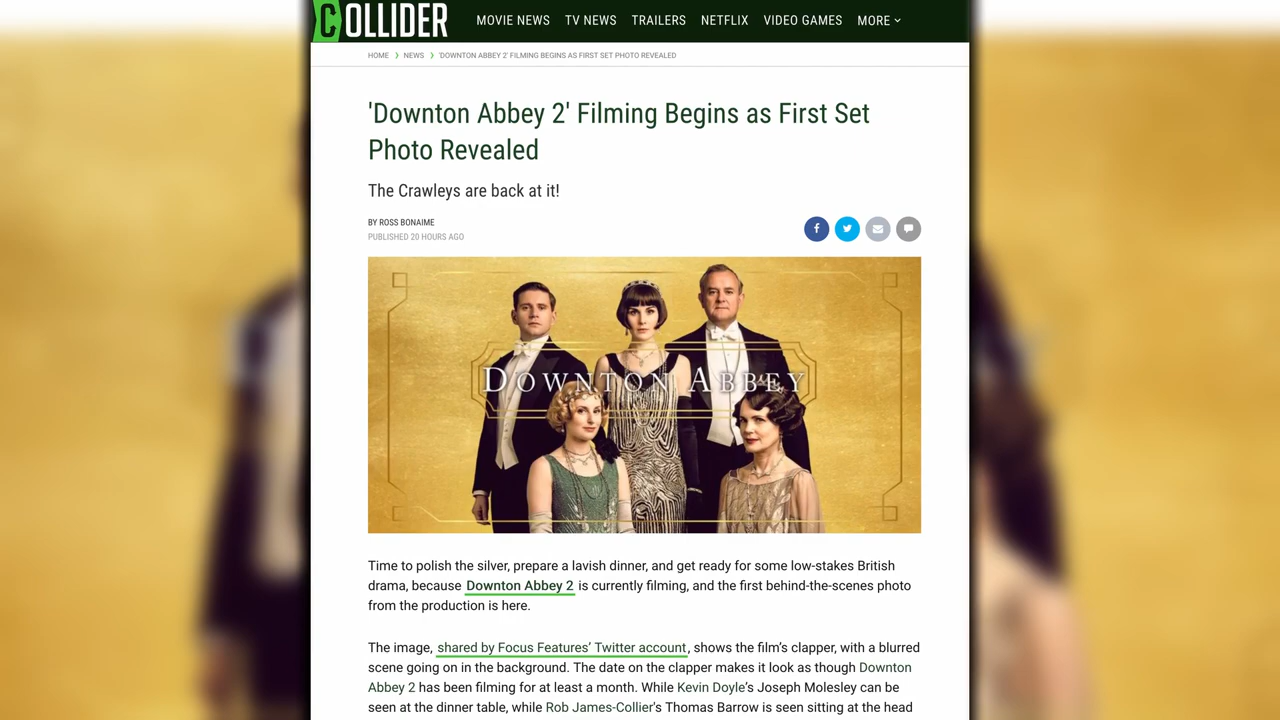 COLLIDER
MOVIE NEWS TV NEWS TRAILERS NETFLIX VIDEO GAMES MORE
HOME > NEWS > 'DOWNTON ABBEY 2' FILMING BEGINS AS FIRST SET PHOTO REVEALED
'Downton Abbey 2' Filming Begins as First Set
Photo Revealed
The Crawleys are back at it!
BY ROSS BONAIME
PUBLISHED 20 HOURS AGO
DOWNTON ABBEY
Time to polish the silver, prepare a lavish dinner, and get ready for some low-stakes British
drama, because Downton Abbey 2 is currently filming, and the first behind-the-scenes photo
from the production is here.
The image, shared by Focus Features’ Twitter account, shows the film’s clapper, with a blurred
scene going on in the background. The date on the clapper makes it look as though Downton
Abbey 2 has been filming for at least a month. While Kevin Doyle’s Joseph Molesley can be
seen at the dinner table, while Rob James-Collier's Thomas Barrow is seen sitting at the head